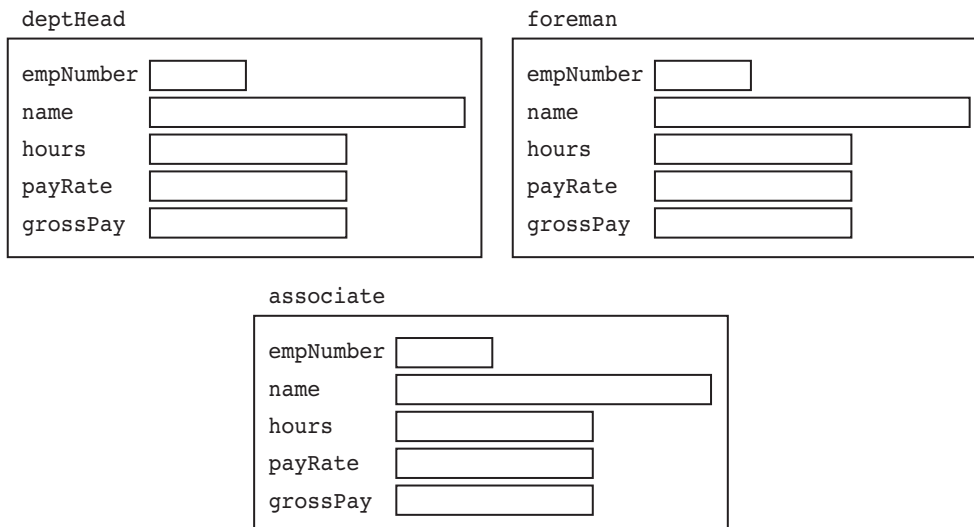 deptHead
empNumber
name
hours
payRate
grossPay
foreman
empNumber
name
hours
payRate
grossPay
associate
empNumber
name
hours
payRate
grossPay